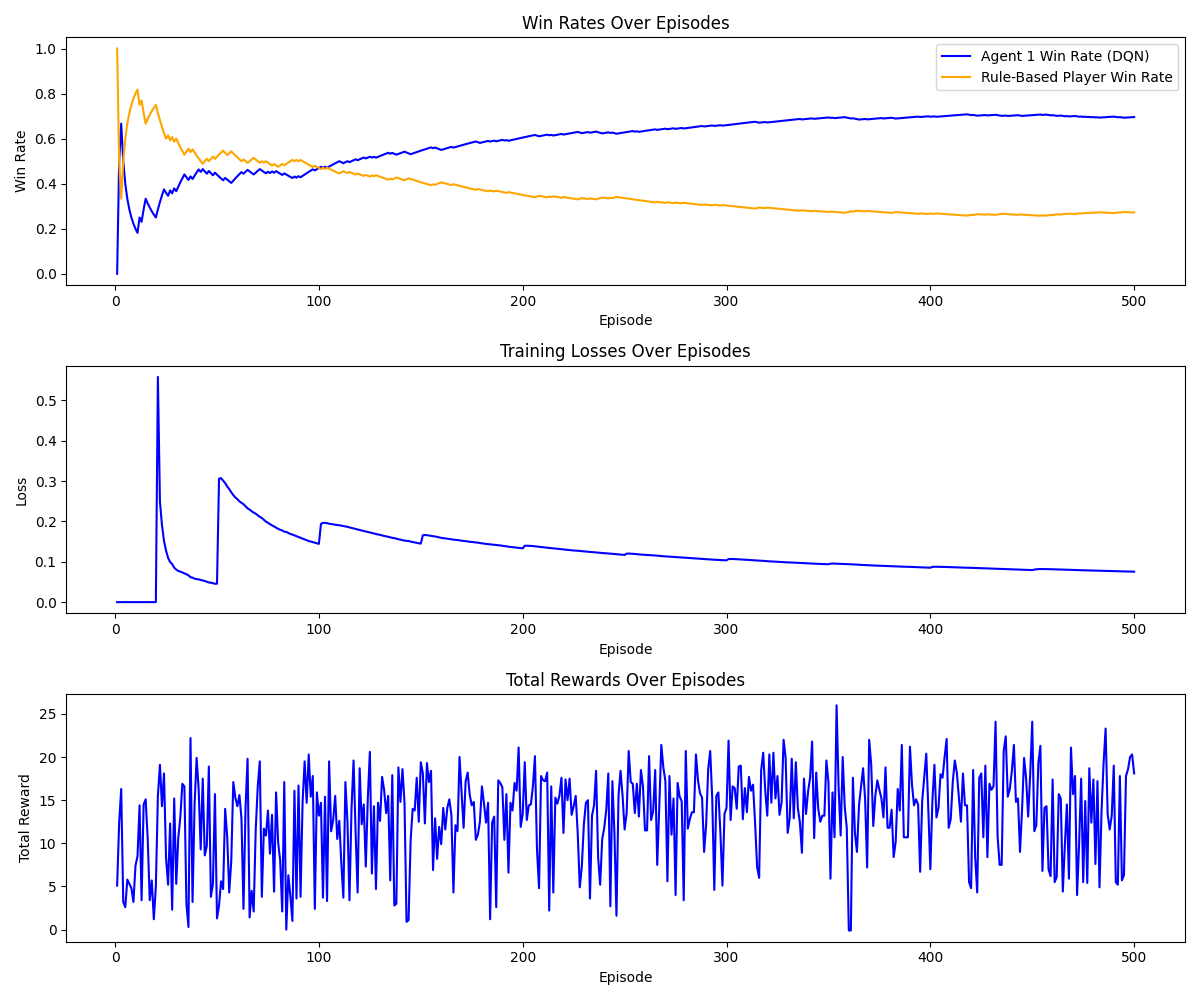 Win Rates Over Episodes
Win Rate
1.0
0.8
0.6
0.4
0.2
0.0
Agent 1 Win Rate (DQN)
Rule-Based Player Win Rate
0 100 200 300 400 500
Episode
Training Losses Over Episodes
Loss
0.5
0.4
0.3
0.2
0.1
0.0
0 100 200 300 400 500
Episode
Total Rewards Over Episodes
Total Reward
25
20
15
10
5
0
0 100 200 300 400 500
Episode